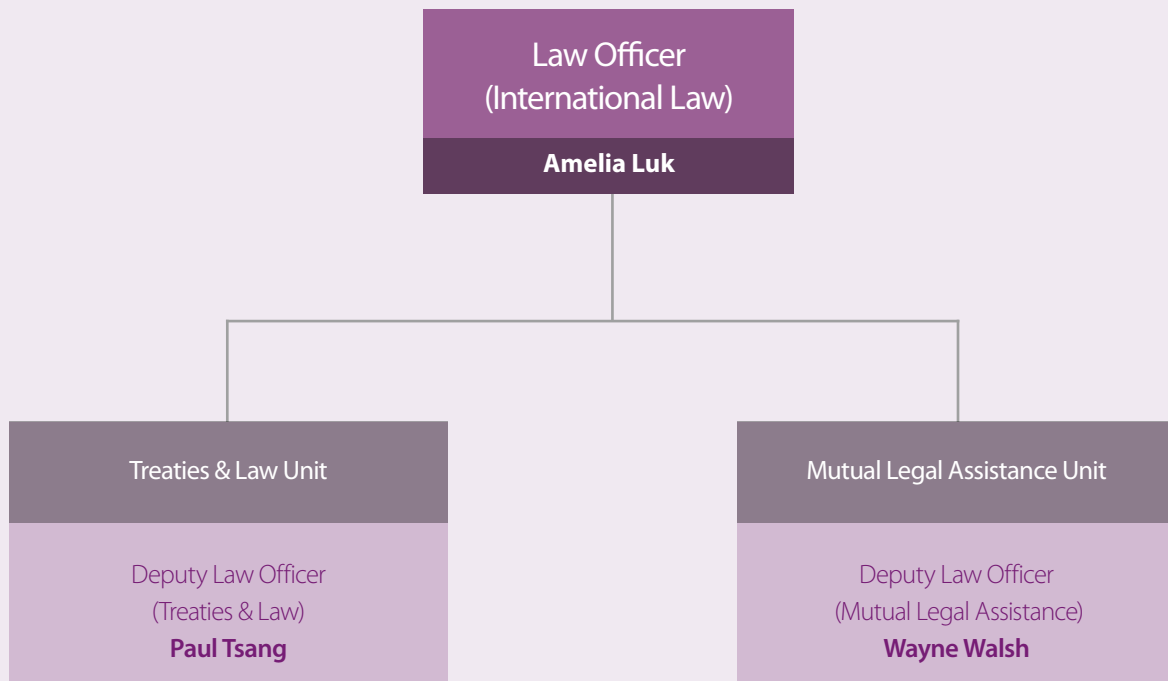 Law Officer
(International Law)
Amelia Luk
Treaties & Law Unit
Deputy Law Officer
(Treaties & Law)
Paul Tsang
Mutual Legal Assistance Unit
Deputy Law Officer
(Mutual Legal Assistance)
Wayne Walsh